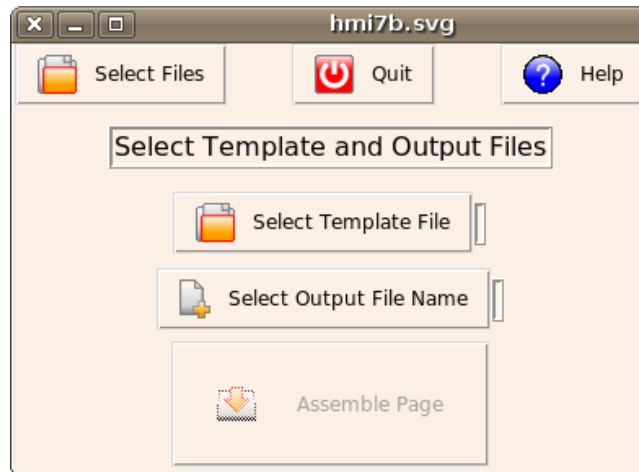 hmi7b.svg
Select Files Quit Help
Select Template and Output Files
Select Template File
Select Output File Name
Assemble Page